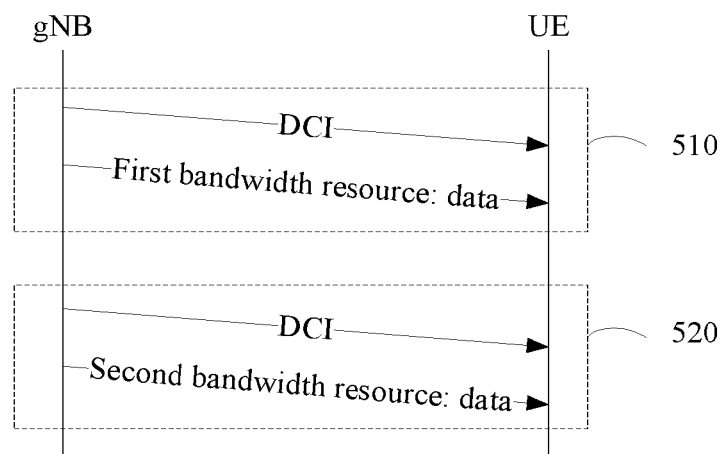 gNB
UE
DCI
510
First bandwidth resource: data
DCI
520
Second bandwidth resource: data